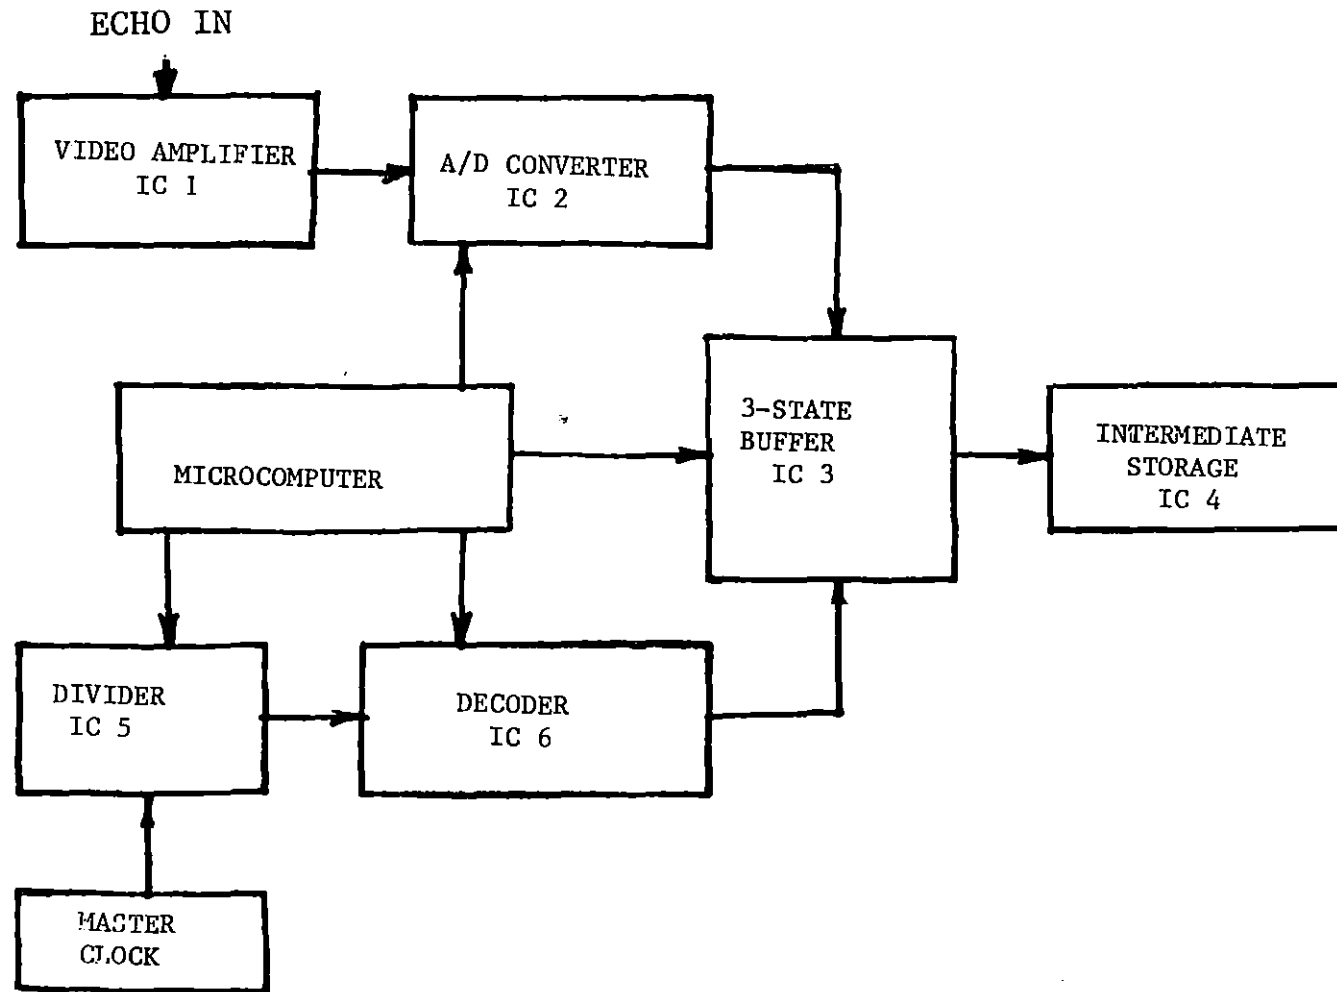 ECHO IN
VIDEO AMPLIFIER
IC 1
A/D CONVERTER
IC 2
3-STATE
BUFFER
IC 3
INTERMEDIATE
STORAGE
IC 4
MICROCOMPUTER
DIVIDER
IC 5
DECODER
IC 6
MASTER
CLOCK